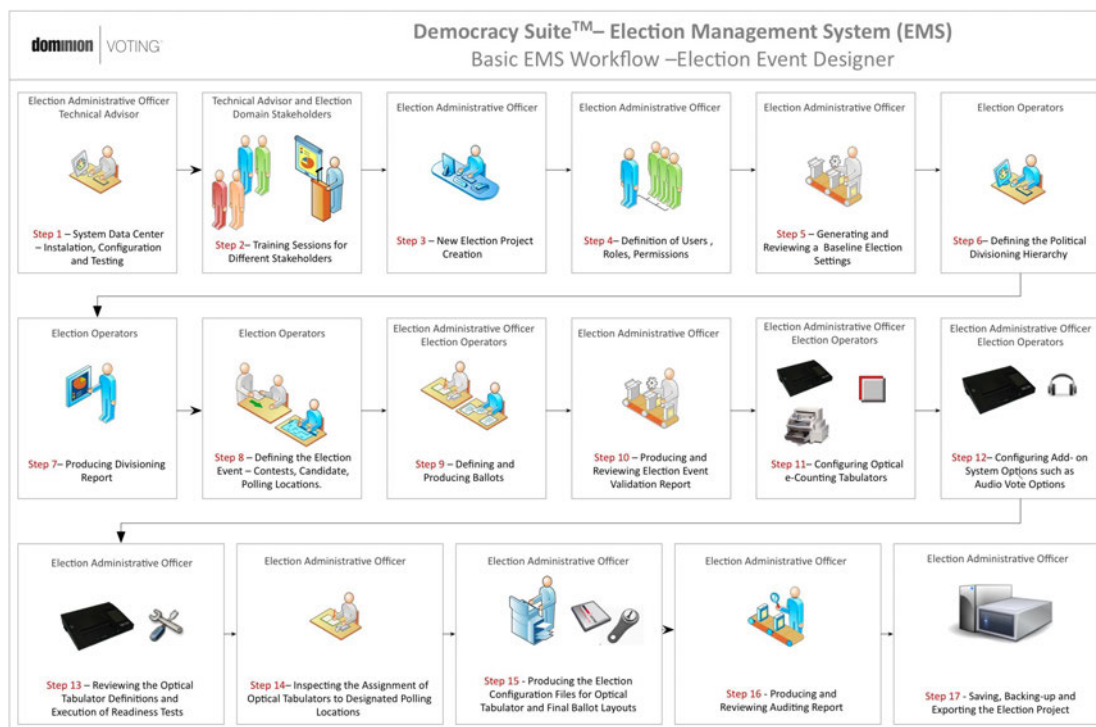 dominion VOTING™
Democracy Suite™– Election Management System (EMS)
Basic EMS Workflow –Election Event Designer
Election Administrative Officer
Technical Advisor
Step 1 – System Data Center
– Instalation, Configuration
and Testing
Technical Advisor and Election
Domain Stakeholders
Step 2– Training Sessions for
Different Stakeholders
Election Administrative Officer
Step 3 – New Election Project
Creation
Election Administrative Officer
Step 4– Definition of Users ,
Roles, Permissions
Election Administrative Officer
Step 5 – Generating and
Reviewing a Baseline Election
Settings
Election Operators
Step 6– Defining the Political
Divisioning Hierarchy
Election Operators
Step 7– Producing Divisioning
Report
Election Operators
Step 8 – Defining the Election
Event – Contests, Candidate,
Polling Locations.
Election Administrative Officer
Election Operators
Step 9 – Defining and
Producing Ballots
Election Administrative Officer
Step 10 – Producing and
Reviewing Election Event
Validation Report
Election Administrative Officer
Election Operators
Step 11– Configuring Optical
e-Counting Tabulators
Election Administrative Officer
Election Operators
Step 12– Configuring Add- on
System Options such as
Audio Vote Options
Election Administrative Officer
Step 13 – Reviewing the Optical
Tabulator Definitions and
Execution of Readiness Tests
Election Administrative Officer
Step 14– Inspecting the Assignment of
Optical Tabulators to Designated Polling
Locations
Election Administrative Officer
Step 15 - Producing the Election
Configuration Files for Optical
Tabulator and Final Ballot Layouts
Election Administrative Officer
Step 16 - Producing and
Reviewing Auditing Report
Election Administrative Officer
Step 17 - Saving, Backing-up and
Exporting the Election Project